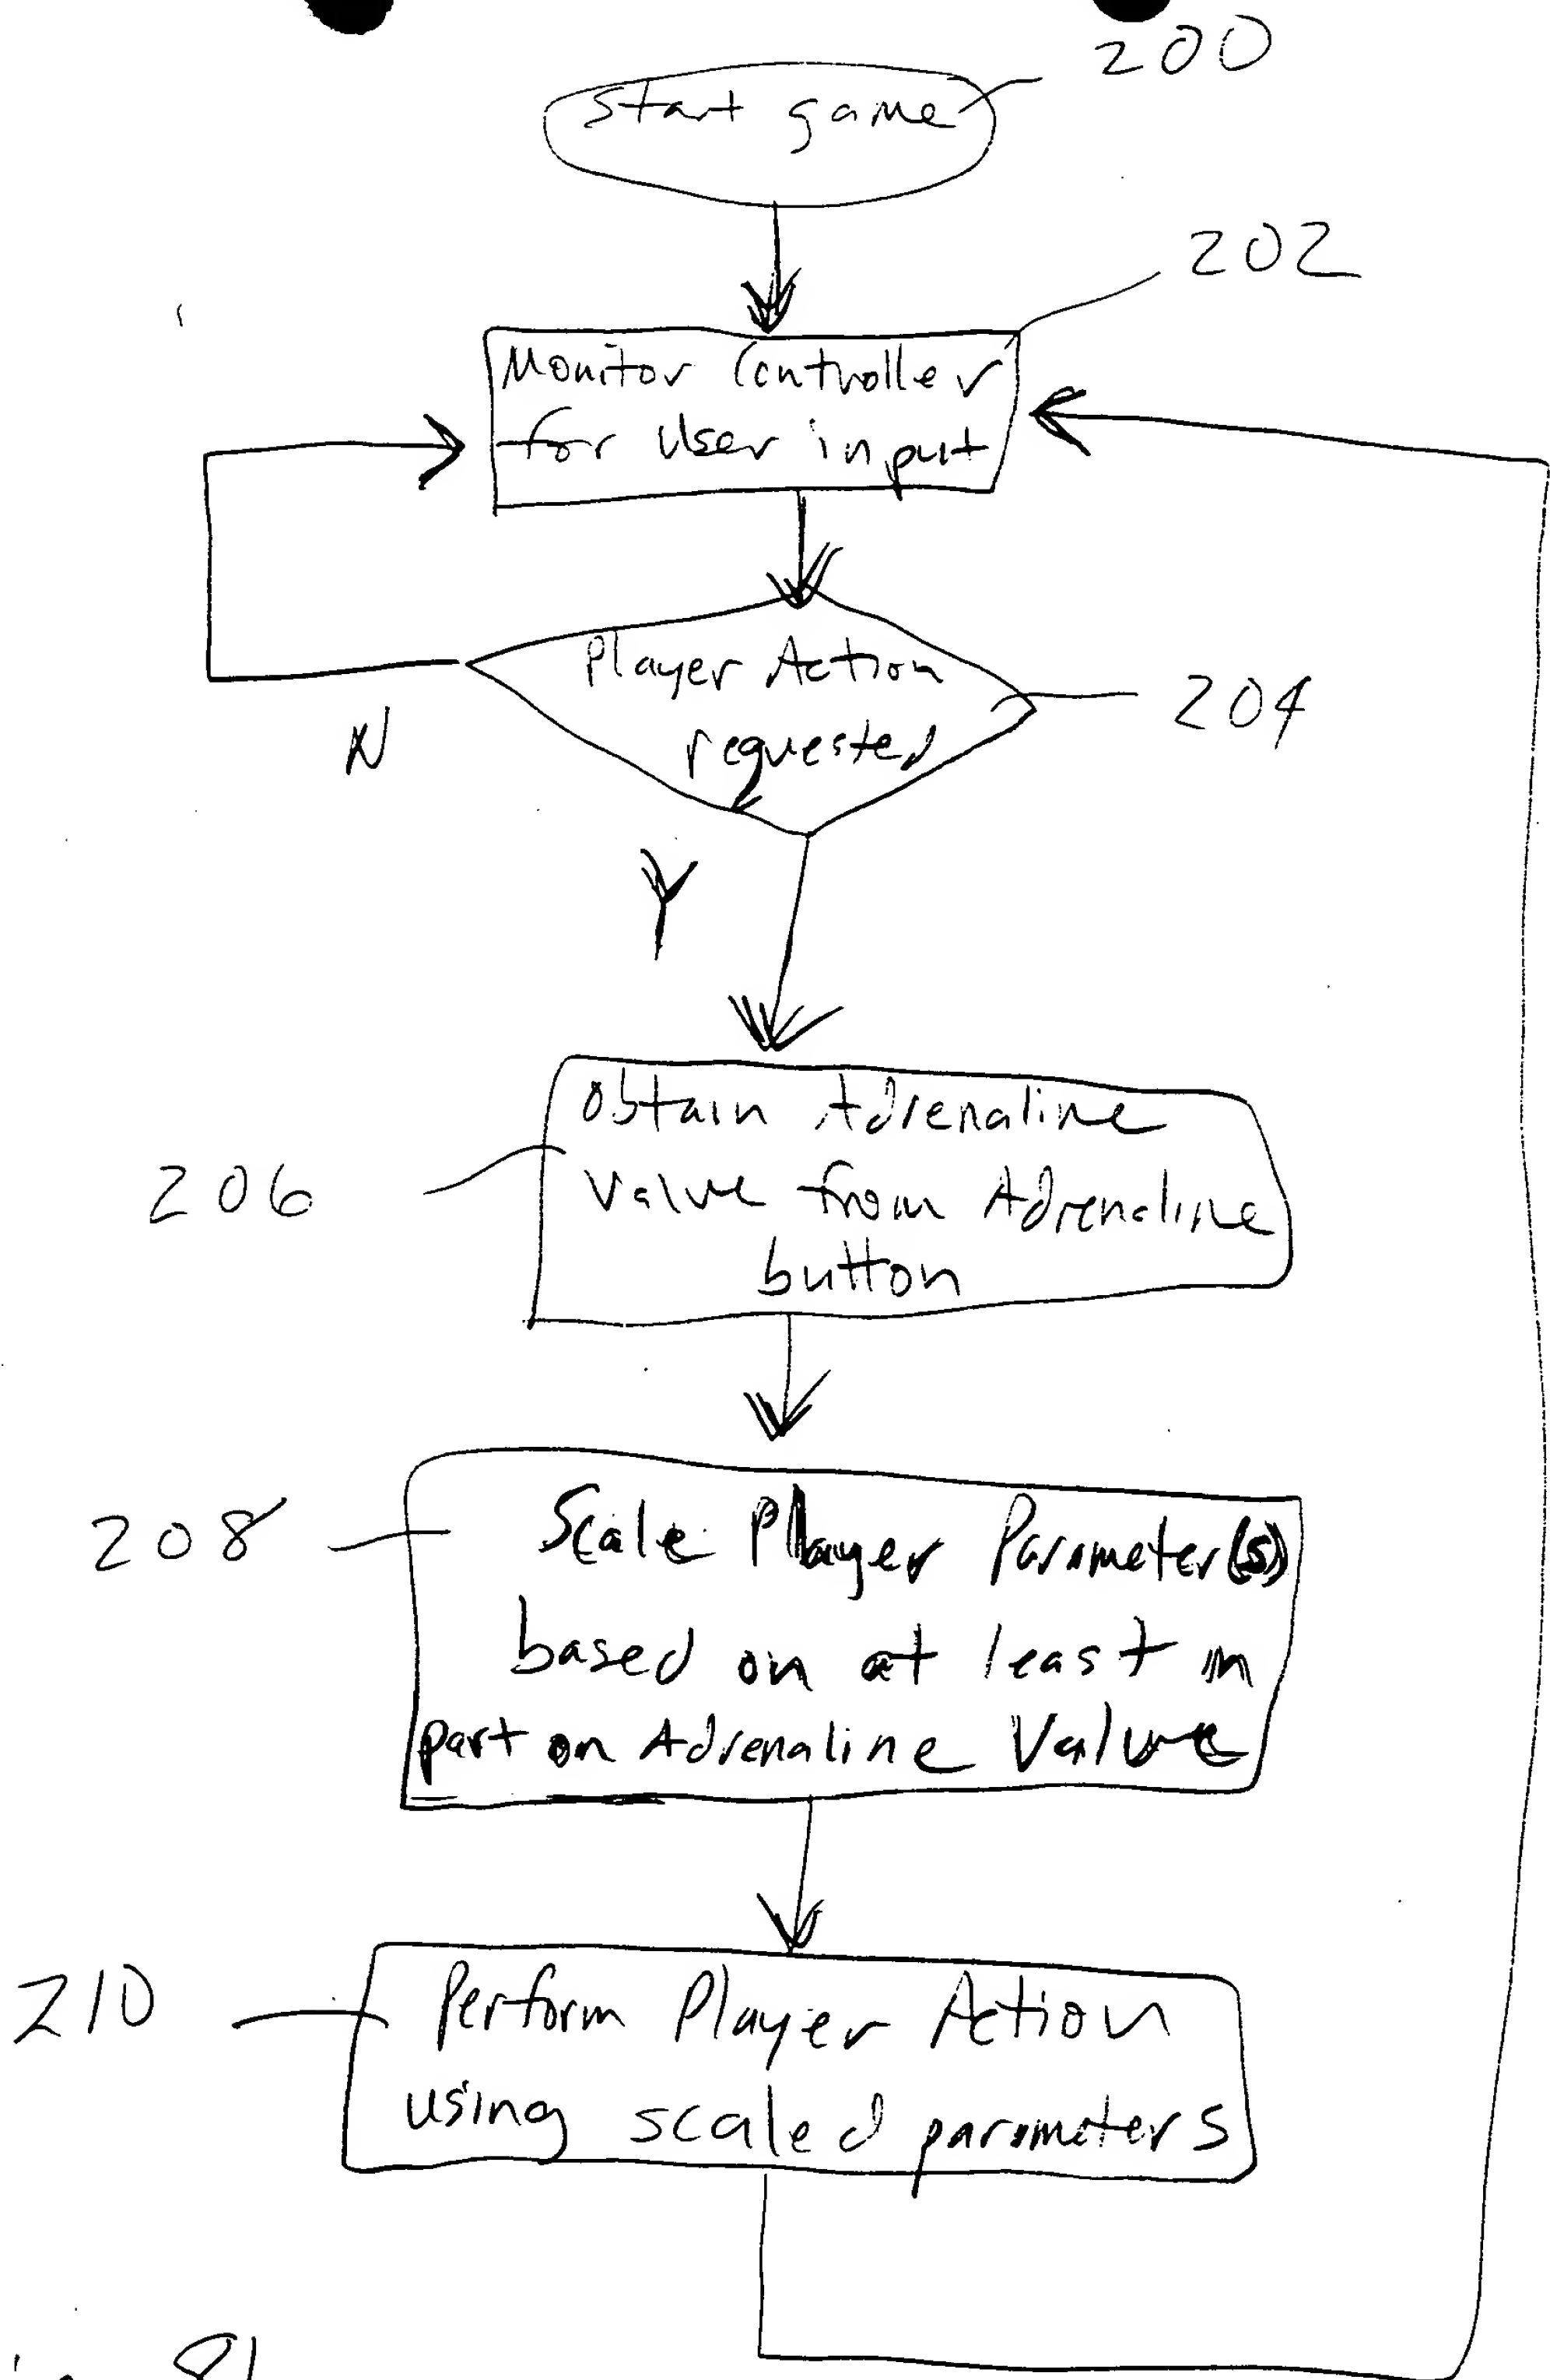 200
Start game
202
Monitor Controller
for User input
Player Action
requested
204
N
Y
Obtain Adrenaline
Value from Adrenaline
button
206
208
Scale Player Parameter(s)
based on at least in
part on Adrenaline Value
210
Perform Player Action
using scaled parameters